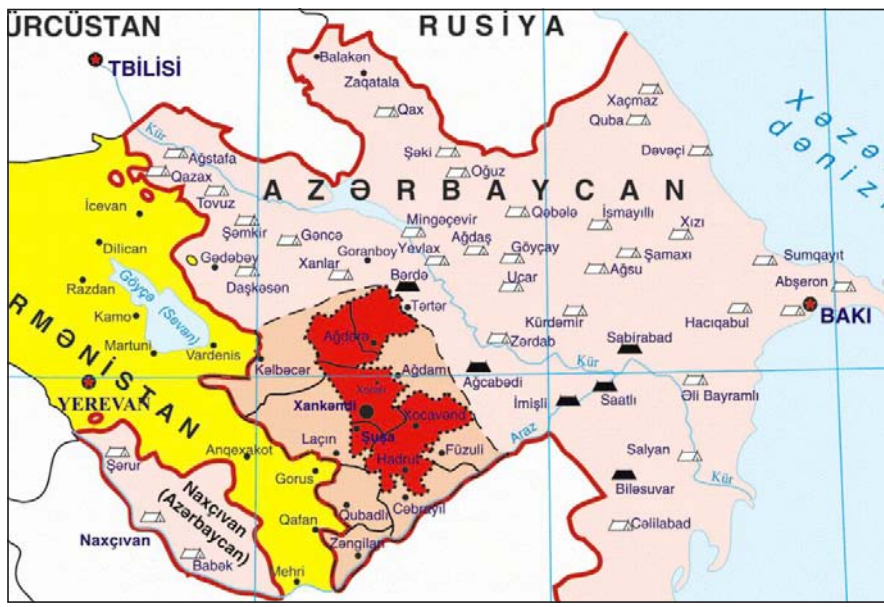 ÜRCÜSTAN
RUSİYA
TBİLİSİ
Balakən
Zaqatala
Qax
Xaçmaz
Quba
Xəzə
dəniz
Kür
Ağstafa
Şəki
Dəvəçi
Qazax
Oğuz
Tovuz
AZƏRBAYCAN
İcevan
Şəmkir
Gəncə
Mingəçevir
Qəbələ
İsmayıllı
Xızı
Dilican
Gədəbəy
Goranboy
Yevlax
Ağdaş
Göyçay
Şamaxı
Sumqayıt
Daşkəsən
Xanlar
Bərdə
Ucar
Ağsu
Abşeron
Razdan
Göyçə
(Sevan)
Kamo
Tərtər
Kürdəmir
Hacıqabul
BAKI
Martuni
Vardenis
Ağdərə
Zərdab
Sabirabad
RMƏNİSTAN
Kəlbəcər
Ağdam
Kür
YEREVAN
Ağcabədi
Əli Bayramlı
Xankəndi
Xocavənd
İmişli
Saatlı
Şuşa
Araz
Anqexakot
Laçın
Füzuli
Salyan
Şərur
Gorus
Hadrut
Kür
Biləsuvar
Naxçıvan
(Azərbaycan)
Qubadlı
Cəbrayıl
Qafan
Cəlilabad
Naxçıvan
Zəngilan
Babək
Mehri